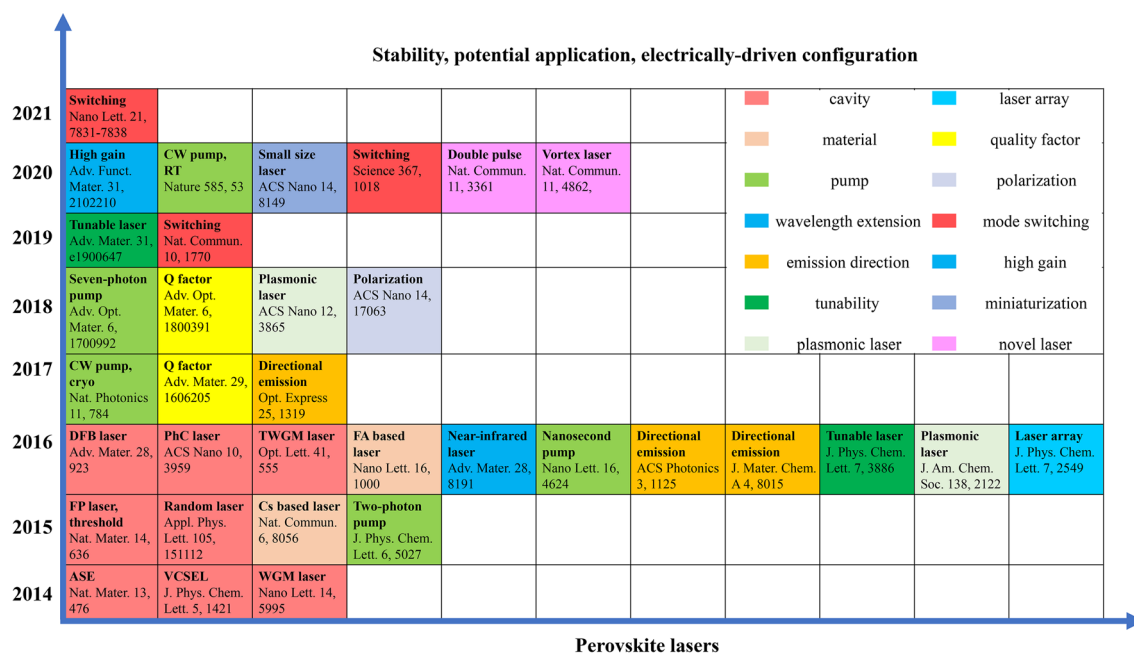 Stability, potential application, electrically-driven configuration
2021
Switching
Nano Lett. 21,
7831-7838
2020
High gain
Adv. Funct.
Mater. 31,
2102210
CW pump,
RT
Nature 585, 53
Small size
laser
ACS Nano 14,
8149
Switching
Science 367,
1018
Double pulse
Nat. Commun.
11, 3361
Vortex laser
Nat. Commun.
11, 4862,
2019
Tunable laser
Adv. Mater. 31,
e1900647
Switching
Nat. Commun.
10, 1770
2018
Seven-photon
pump
Adv. Opt.
Mater. 6,
1700992
Q factor
Adv. Opt.
Mater. 6,
1800391
Plasmonic
laser
ACS Nano 12,
3865
Polarization
ACS Nano 14,
17063
2017
CW pump,
cryo
Nat. Photonics
11, 784
Q factor
Adv. Mater. 29,
1606205
Directional
emission
Opt. Express
25, 1319
2016
DFB laser
Adv. Mater. 28,
923
PhC laser
ACS Nano 10,
3959
TWGM laser
Opt. Lett. 41,
555
FA based
laser
Nano Lett. 16,
1000
Near-infrared
laser
Adv. Mater. 28,
8191
Nanosecond
pump
Nano Lett. 16,
4624
Directional
emission
ACS Photonics
3, 1125
Directional
emission
J. Mater. Chem.
A 4, 8015
Tunable laser
J. Phys. Chem.
Lett. 7, 3886
Plasmonic
laser
J. Am. Chem.
Soc. 138, 2122
Laser array
J. Phys. Chem.
Lett. 7, 2549
2015
FP laser,
threshold
Nat. Mater. 14,
636
Random laser
Appl. Phys.
Lett. 105,
151112
Cs based laser
Nat. Commun.
6, 8056
Two-photon
pump
J. Phys. Chem.
Lett. 6, 5027
2014
ASE
Nat. Mater. 13,
476
VCSEL
J. Phys. Chem.
Lett. 5, 1421
WGM laser
Nano Lett. 14,
5995
cavity
material
pump
wavelength extension
emission direction
tunability
plasmonic laser
laser array
quality factor
polarization
mode switching
high gain
miniaturization
novel laser
Perovskite lasers